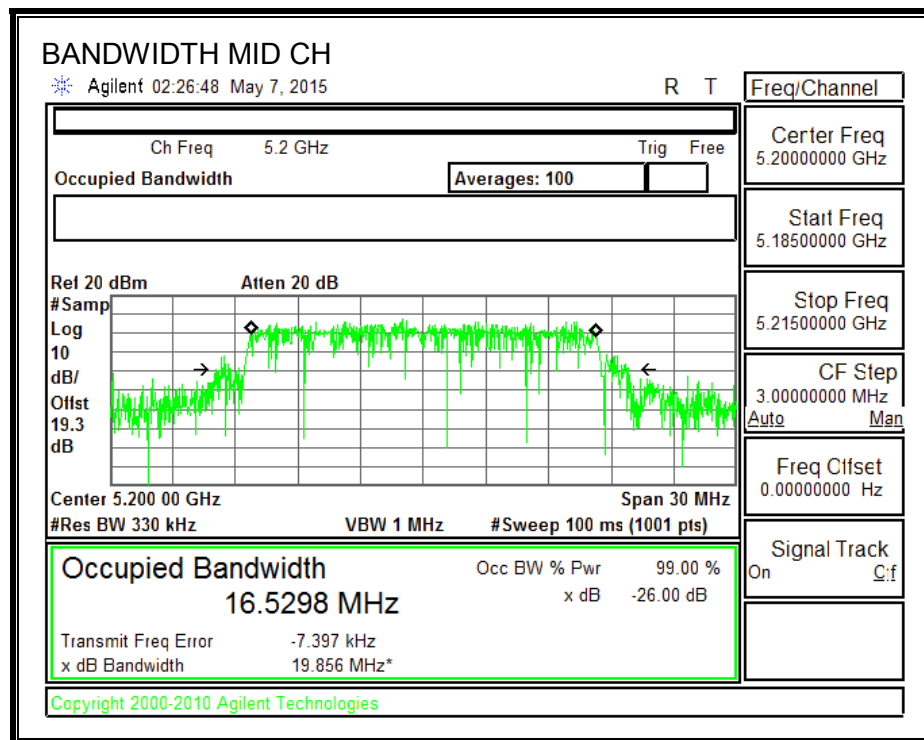 BANDWIDTH MID CH
Agilent 02:26:48 May 7, 2015 R T
Ch Freq 5.2 GHz Trig Free
Occupied Bandwidth Averages: 100
Ref 20 dBm Atten 20 dB
#Samp
Log
10
dB/
Offst
19.3
dB
Center 5.200 00 GHz Span 30 MHz
#Res BW 330 kHz VBW 1 MHz #Sweep 100 ms (1001 pts)
Occupied Bandwidth Occ BW % Pwr 99.00 %
16.5298 MHz x dB -26.00 dB
Transmit Freq Error -7.397 kHz
x dB Bandwidth 19.856 MHz*
Copyright 2000-2010 Agilent Technologies
Freq/Channel
Center Freq
5.20000000 GHz
Start Freq
5.18500000 GHz
Stop Freq
5.21500000 GHz
CF Step
3.00000000 MHz
Auto Man
Freq Offset
0.00000000 Hz
Signal Track
On Off